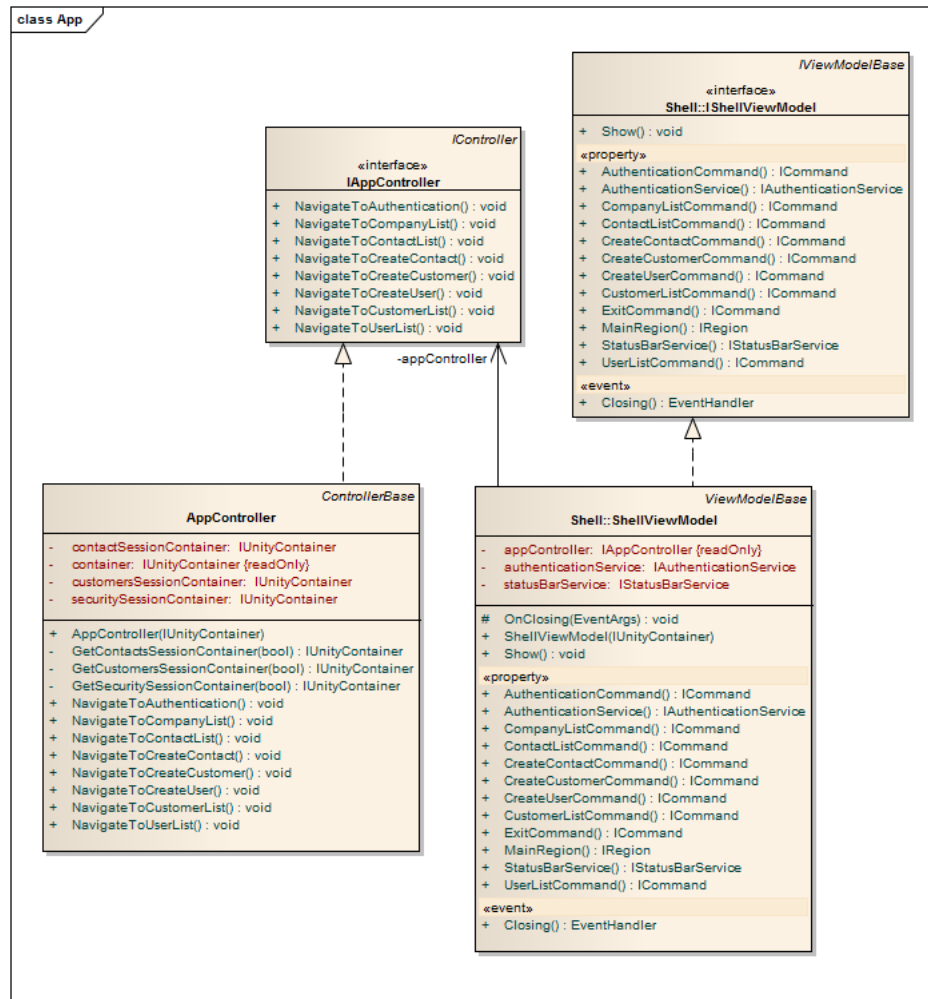 class App
IViewModelBase
«interface»
Shell::IShellViewModel
+ Show() : void
«property»
+ AuthenticationCommand() : ICommand
+ AuthenticationService() : IAuthenticationService
+ CompanyListCommand() : ICommand
+ ContactListCommand() : ICommand
+ CreateContactCommand() : ICommand
+ CreateCustomerCommand() : ICommand
+ CreateUserCommand() : ICommand
+ CustomerListCommand() : ICommand
+ ExitCommand() : ICommand
+ MainRegion() : IRegion
+ StatusBarService() : IStatusBarService
+ UserListCommand() : ICommand
«event»
+ Closing() : EventHandler
IController
«interface»
IAppController
+ NavigateToAuthentication() : void
+ NavigateToCompanyList() : void
+ NavigateToContactList() : void
+ NavigateToCreateContact() : void
+ NavigateToCreateCustomer() : void
+ NavigateToCreateUser() : void
+ NavigateToCustomerList() : void
+ NavigateToUserList() : void
-appController
ControllerBase
AppController
- contactSessionContainer: IUnityContainer
- container: IUnityContainer {readOnly}
- customersSessionContainer: IUnityContainer
- securitySessionContainer: IUnityContainer
+ AppController(IUnityContainer)
- GetContactsSessionContainer(bool) : IUnityContainer
- GetCustomersSessionContainer(bool) : IUnityContainer
- GetSecuritySessionContainer(bool) : IUnityContainer
+ NavigateToAuthentication() : void
+ NavigateToCompanyList() : void
+ NavigateToContactList() : void
+ NavigateToCreateContact() : void
+ NavigateToCreateCustomer() : void
+ NavigateToCreateUser() : void
+ NavigateToCustomerList() : void
+ NavigateToUserList() : void
ViewModelBase
Shell::ShellViewModel
- appController: IAppController {readOnly}
- authenticationService: IAuthenticationService
- statusBarService: IStatusBarService
# OnClosing(EventArgs) : void
+ ShellViewModel(IUnityContainer)
+ Show() : void
«property»
+ AuthenticationCommand() : ICommand
+ AuthenticationService() : IAuthenticationService
+ CompanyListCommand() : ICommand
+ ContactListCommand() : ICommand
+ CreateContactCommand() : ICommand
+ CreateCustomerCommand() : ICommand
+ CreateUserCommand() : ICommand
+ CustomerListCommand() : ICommand
+ ExitCommand() : ICommand
+ MainRegion() : IRegion
+ StatusBarService() : IStatusBarService
+ UserListCommand() : ICommand
«event»
+ Closing() : EventHandler